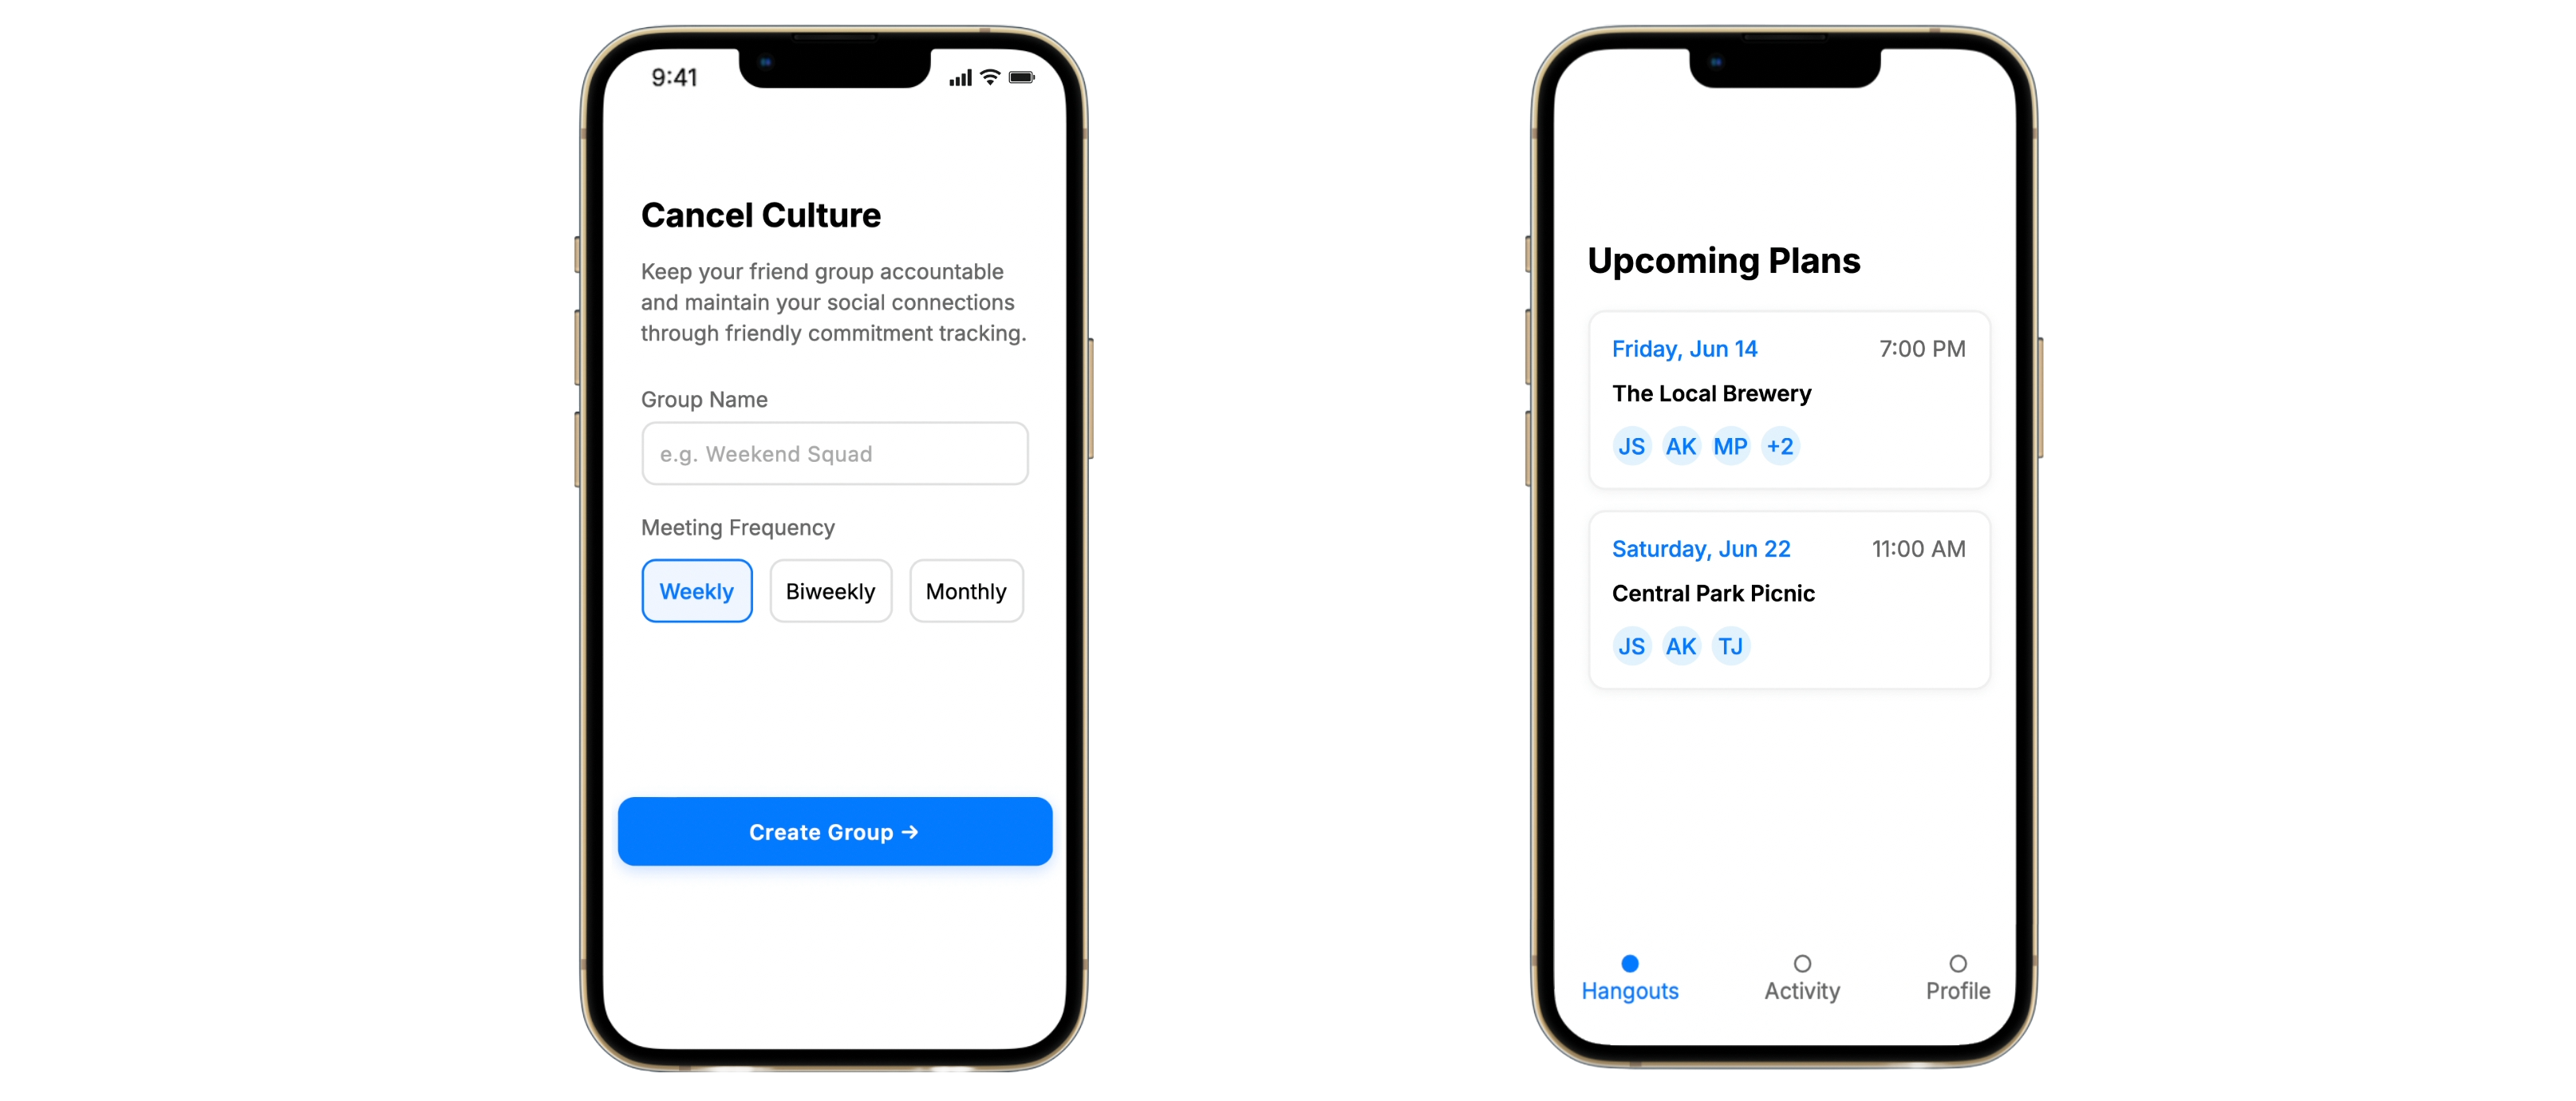 9:41
Cancel Culture
Keep your friend group accountable
and maintain your social connections
through friendly commitment tracking.
Group Name
e.g. Weekend Squad
Meeting Frequency
Weekly Biweekly Monthly
Create Group →
Upcoming Plans
Friday, Jun 14 7:00 PM
The Local Brewery
JS AK MP +2
Saturday, Jun 22 11:00 AM
Central Park Picnic
JS AK TJ
Hangouts Activity Profile